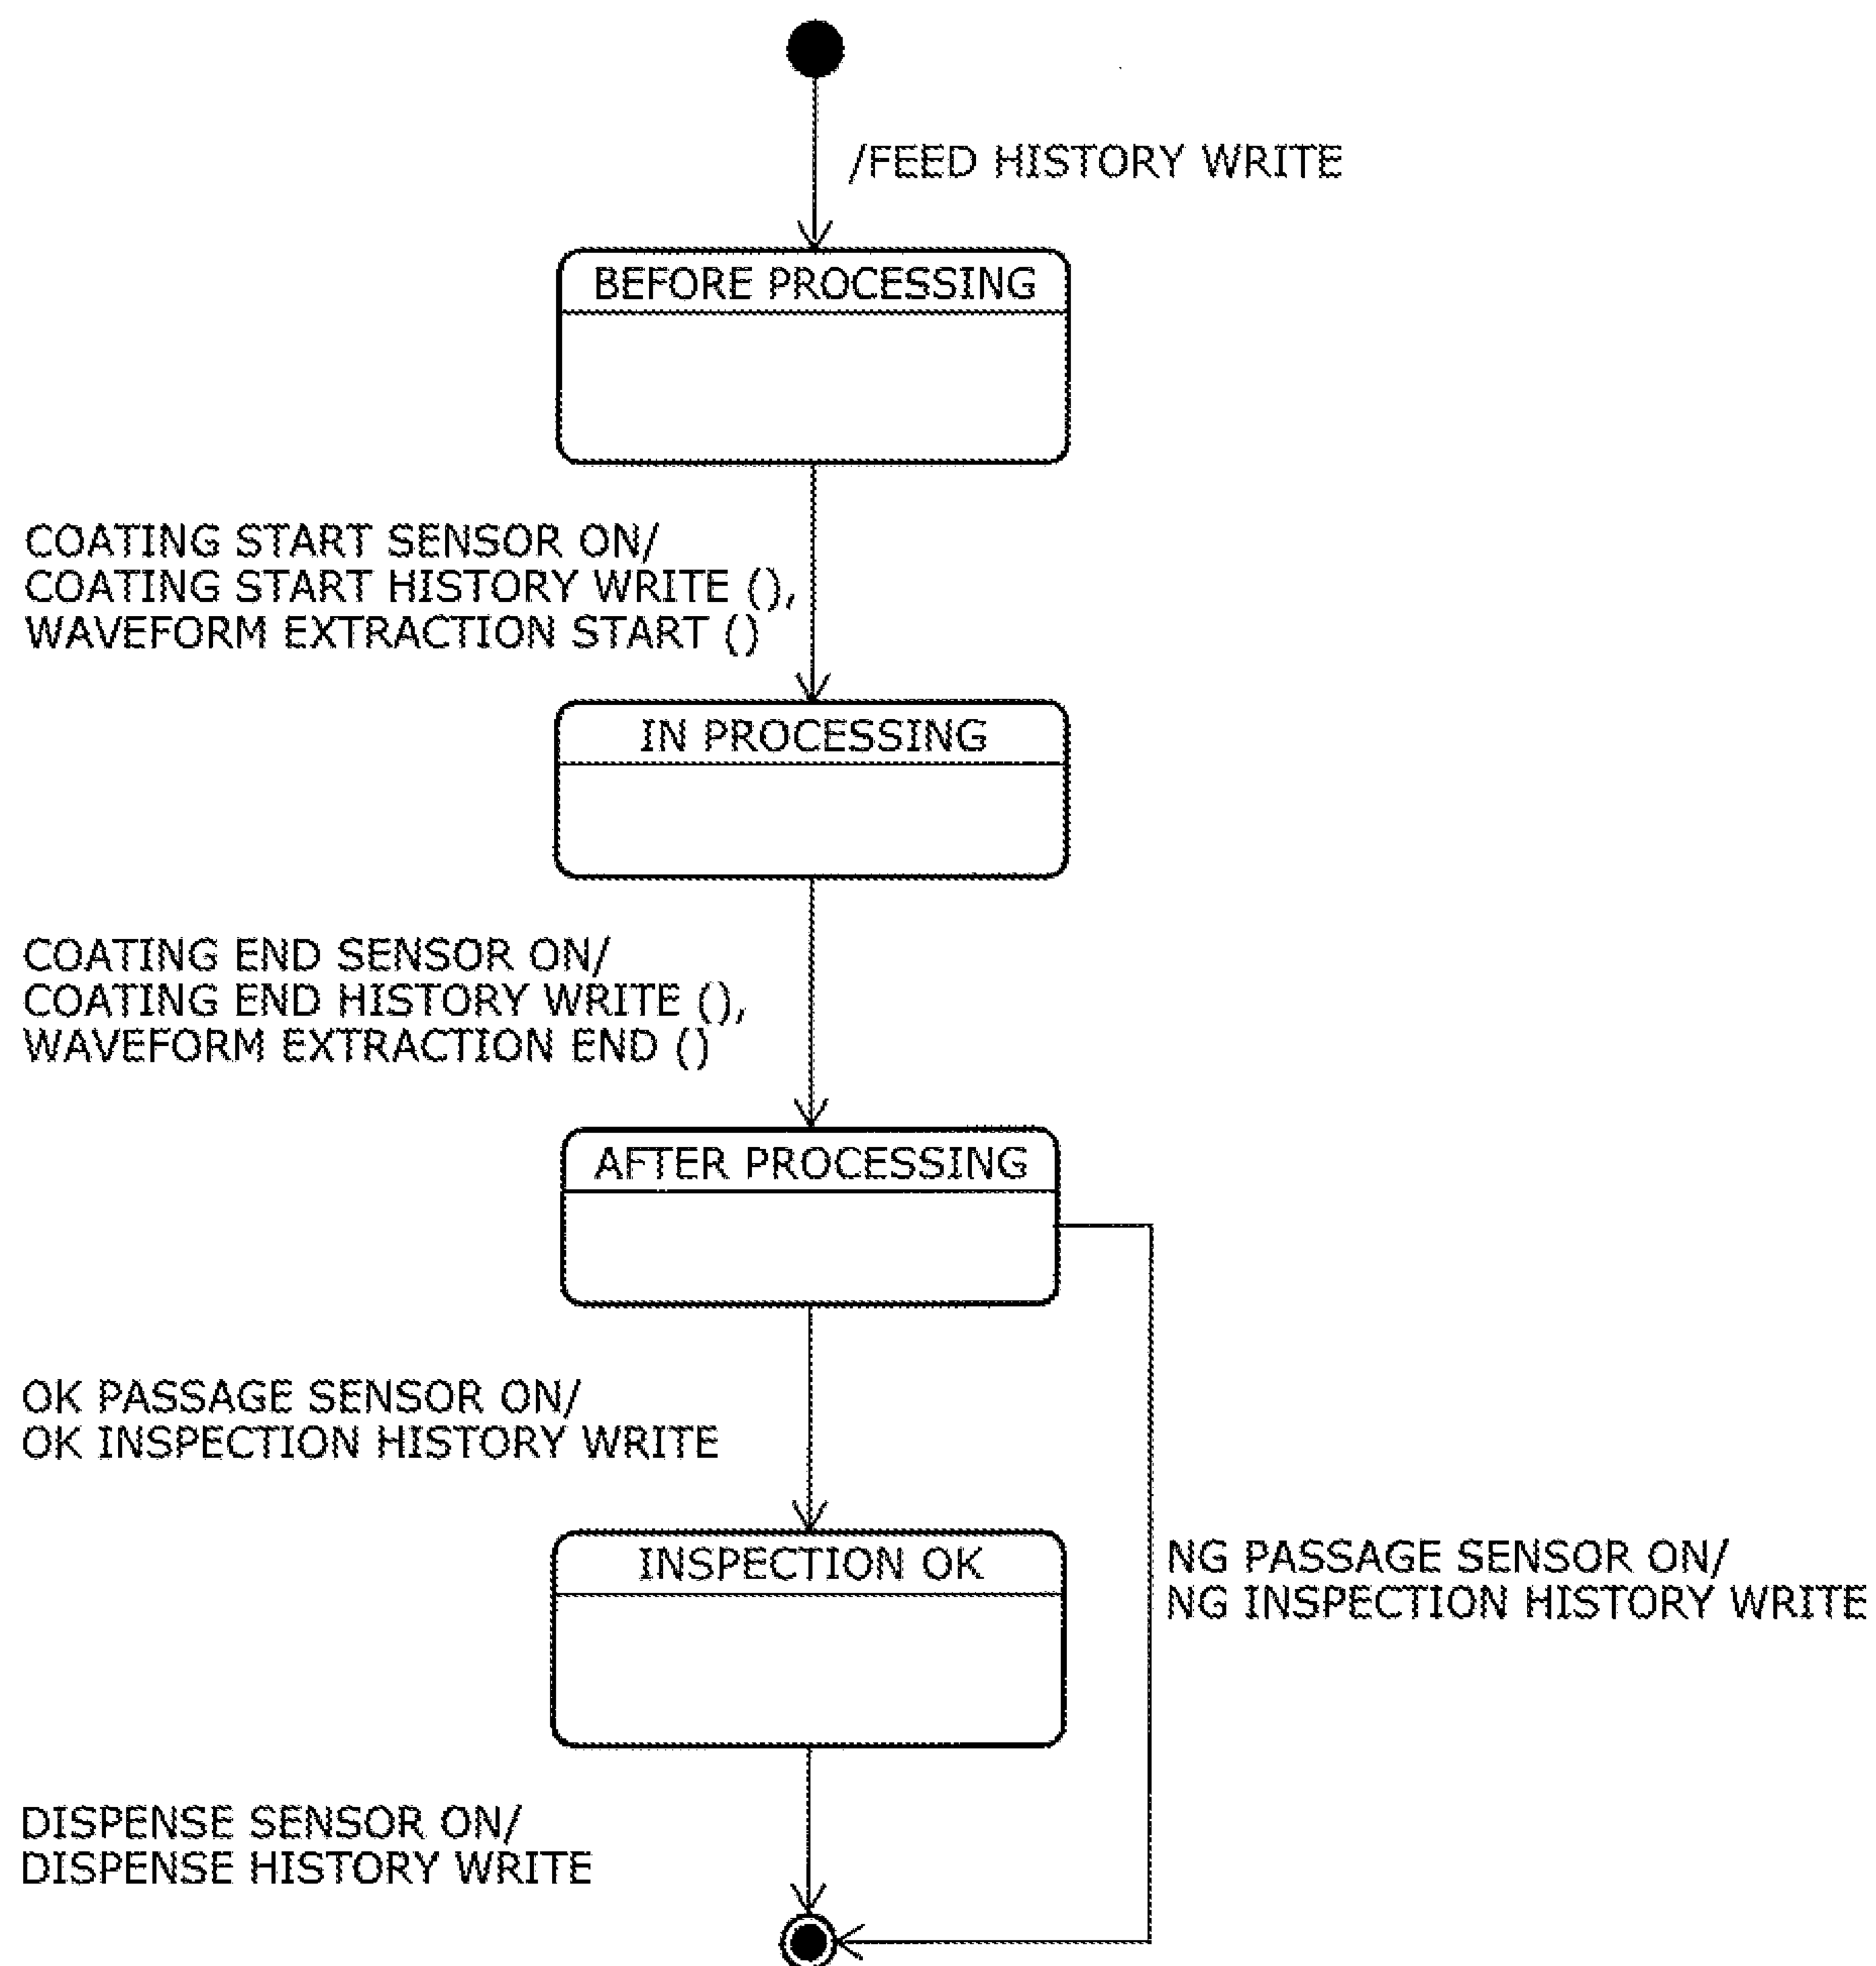 /FEED HISTORY WRITE
BEFORE PROCESSING
COATING START SENSOR ON/
COATING START HISTORY WRITE (),
WAVEFORM EXTRACTION START ()
IN PROCESSING
COATING END SENSOR ON/
COATING END HISTORY WRITE (),
WAVEFORM EXTRACTION END ()
AFTER PROCESSING
OK PASSAGE SENSOR ON/
OK INSPECTION HISTORY WRITE
INSPECTION OK
NG PASSAGE SENSOR ON/
NG INSPECTION HISTORY WRITE
DISPENSE SENSOR ON/
DISPENSE HISTORY WRITE